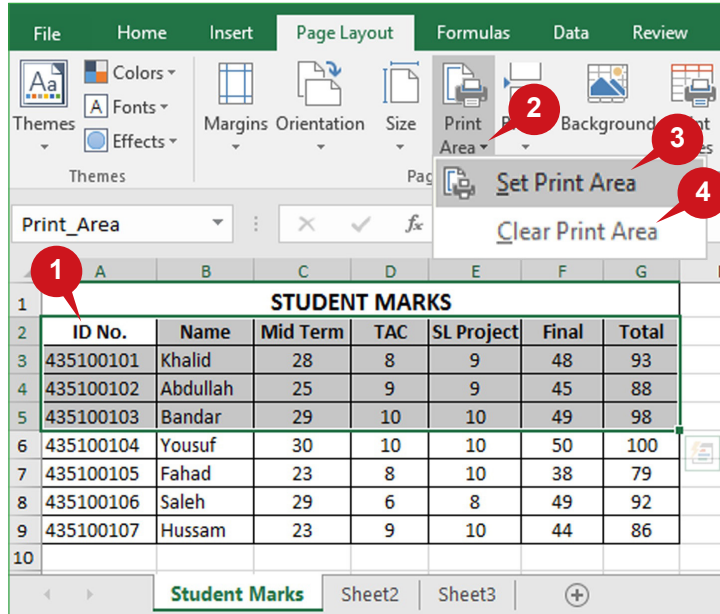 File Home Insert Page Layout Formulas Data Review
Colors
Fonts
Effects
Themes Margins Orientation Size Print Area Background
Themes
2
3
Set Print Area
4
Clear Print Area
Print_Area fx
1
A B C D E F G
1 STUDENT MARKS
2 ID No. Name Mid Term TAC SL Project Final Total
3 435100101 Khalid 28 8 9 48 93
4 435100102 Abdullah 25 9 9 45 88
5 435100103 Bandar 29 10 10 49 98
6 435100104 Yousuf 30 10 10 50 100
7 435100105 Fahad 23 8 10 38 79
8 435100106 Saleh 29 6 8 49 92
9 435100107 Hussam 23 9 10 44 86
10
Student Marks Sheet2 Sheet3